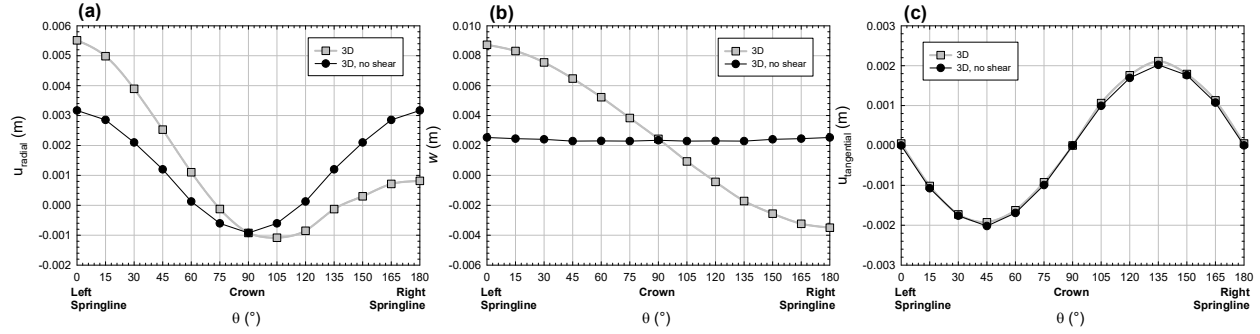 (a)
0.006
0.005
0.004
0.003
0.002
0.001
0.000
-0.001
-0.002
u_radial (m)
3D
3D, no shear
0 15 30 45 60 75 90 105 120 135 150 165 180
Left Springline
Crown
Right Springline
θ (°)
(b)
0.010
0.008
0.006
0.004
0.002
0.000
-0.002
-0.004
-0.006
w (m)
3D
3D, no shear
0 15 30 45 60 75 90 105 120 135 150 165 180
Left Springline
Crown
Right Springline
θ (°)
(c)
0.003
0.002
0.001
0.000
-0.001
-0.002
-0.003
u_tangential (m)
3D
3D, no shear
0 15 30 45 60 75 90 105 120 135 150 165 180
Left Springline
Crown
Right Springline
θ (°)